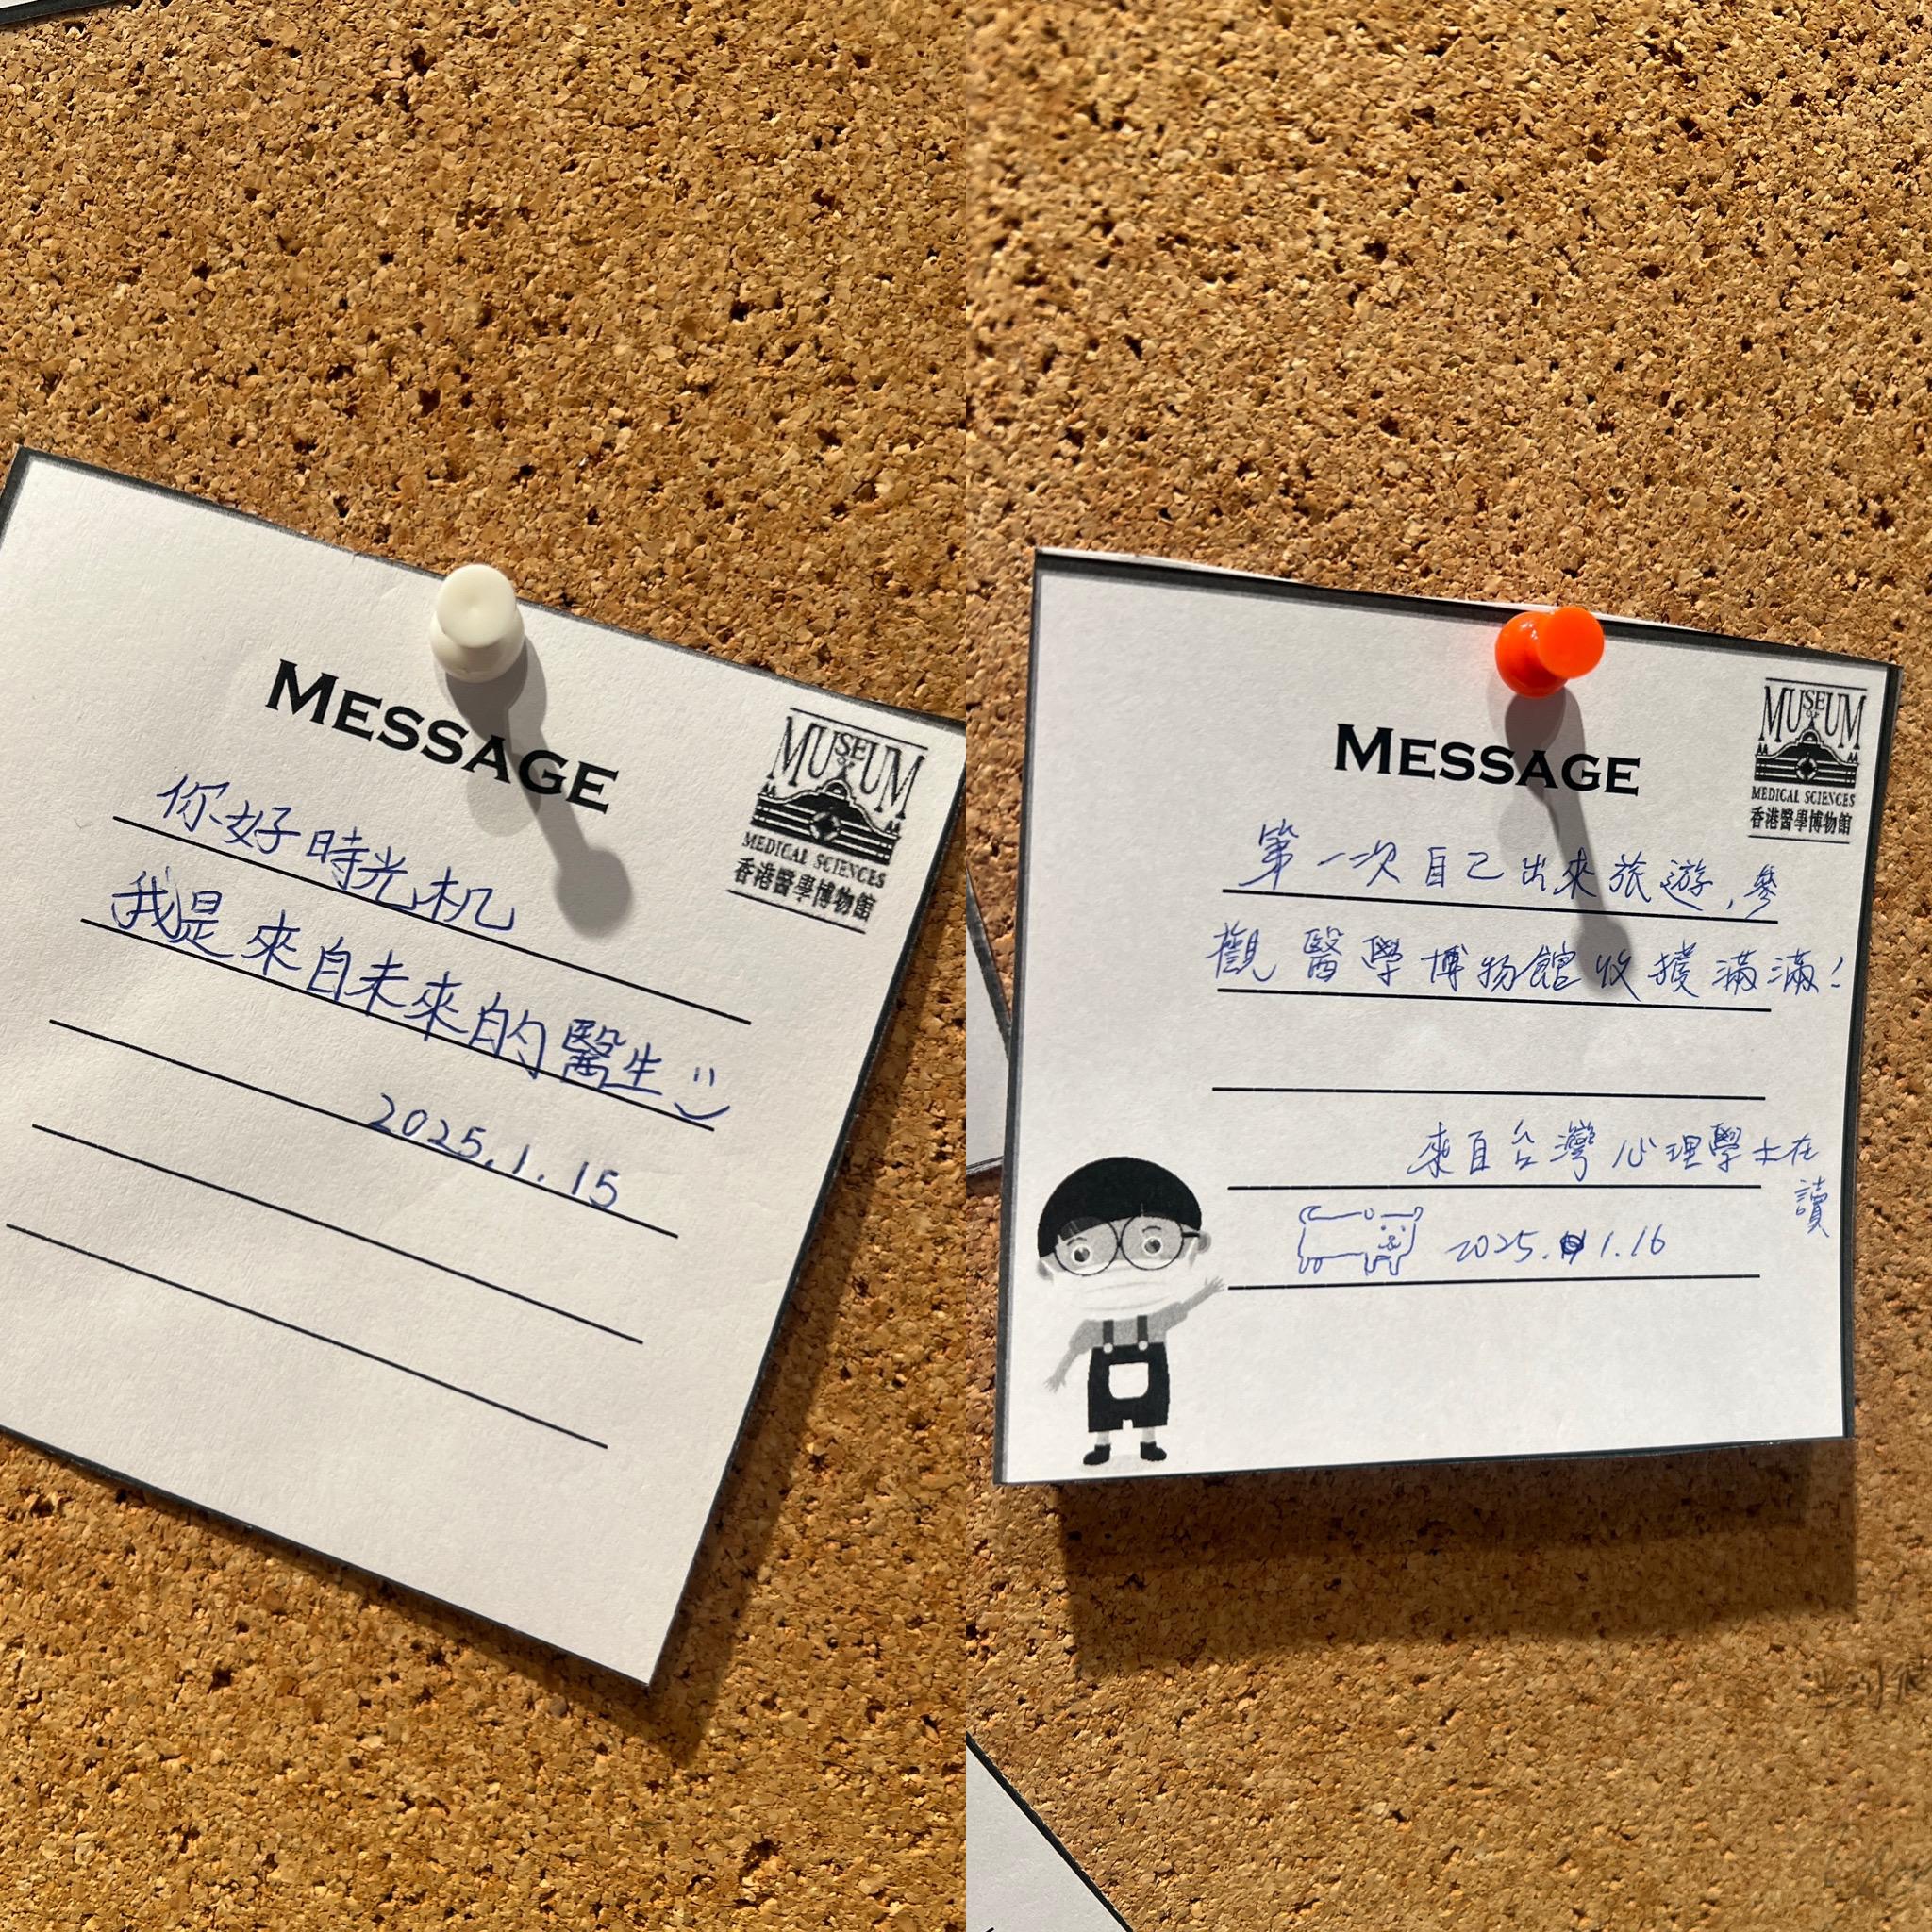 MESSAGE
MUSEUM
OF
MEDICAL SCIENCES
香港醫學博物館
你好時光机
我是來自未來的醫生
2025.1.15
MESSAGE
MUSEUM
OF
MEDICAL SCIENCES
香港醫學博物館
第一次自己出來旅遊,參
觀醫學博物館收獲滿滿!
來自台灣心理學士在
讀
2025.1.16